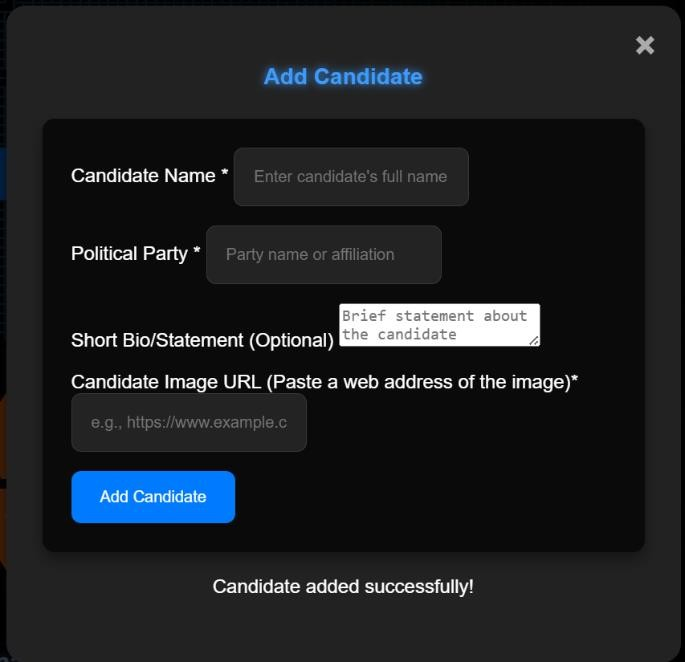 ×
Add Candidate
Candidate Name * Enter candidate's full name
Political Party * Party name or affiliation
Short Bio/Statement (Optional) Brief statement about
the candidate
Candidate Image URL (Paste a web address of the image)*
e.g., https://www.example.c
Add Candidate
Candidate added successfully!